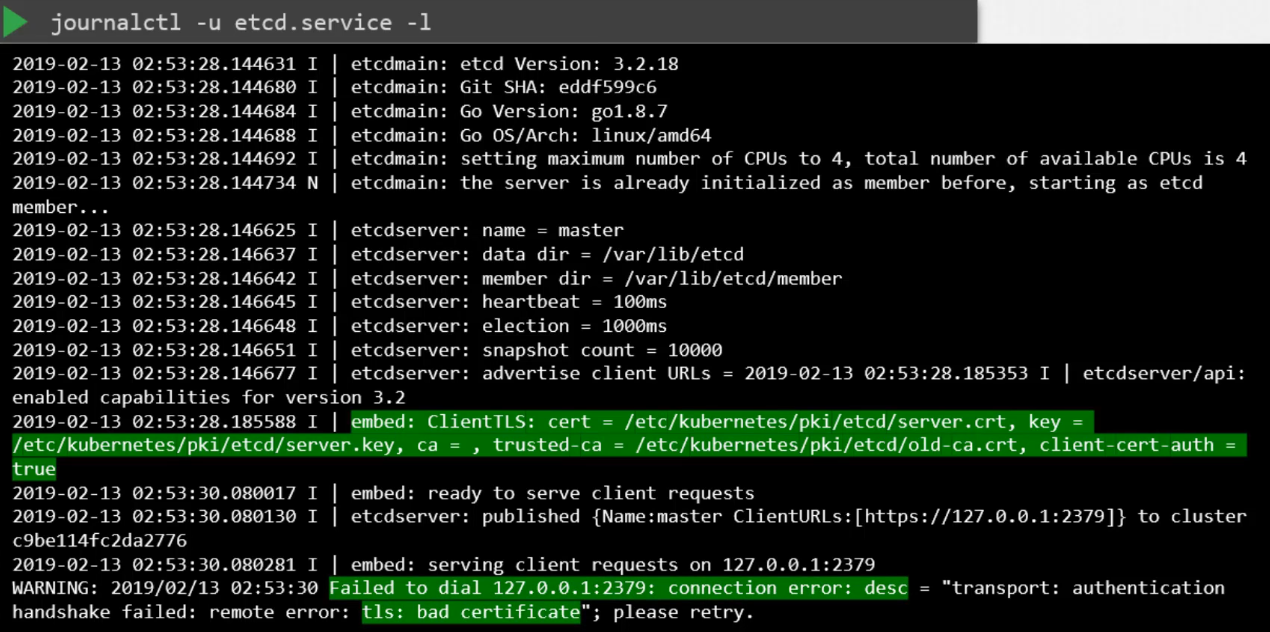 journalctl -u etcd.service -l
2019-02-13 02:53:28.144631 I | etcdmain: etcd Version: 3.2.18
2019-02-13 02:53:28.144680 I | etcdmain: Git SHA: eddf599c6
2019-02-13 02:53:28.144684 I | etcdmain: Go Version: go1.8.7
2019-02-13 02:53:28.144688 I | etcdmain: Go OS/Arch: linux/amd64
2019-02-13 02:53:28.144692 I | etcdmain: setting maximum number of CPUs to 4, total number of available CPUs is 4
2019-02-13 02:53:28.144734 N | etcdmain: the server is already initialized as member before, starting as etcd
member...
2019-02-13 02:53:28.146625 I | etcdserver: name = master
2019-02-13 02:53:28.146637 I | etcdserver: data dir = /var/lib/etcd
2019-02-13 02:53:28.146642 I | etcdserver: member dir = /var/lib/etcd/member
2019-02-13 02:53:28.146645 I | etcdserver: heartbeat = 100ms
2019-02-13 02:53:28.146648 I | etcdserver: election = 1000ms
2019-02-13 02:53:28.146651 I | etcdserver: snapshot count = 10000
2019-02-13 02:53:28.146677 I | etcdserver: advertise client URLs = 2019-02-13 02:53:28.185353 I | etcdserver/api:
enabled capabilities for version 3.2
2019-02-13 02:53:28.185588 I | embed: ClientTLS: cert = /etc/kubernetes/pki/etcd/server.crt, key =
/etc/kubernetes/pki/etcd/server.key, ca = , trusted-ca = /etc/kubernetes/pki/etcd/old-ca.crt, client-cert-auth =
true
2019-02-13 02:53:30.080017 I | embed: ready to serve client requests
2019-02-13 02:53:30.080130 I | etcdserver: published {Name:master ClientURLs:[https://127.0.0.1:2379]} to cluster
c9be114fc2da2776
2019-02-13 02:53:30.080281 I | embed: serving client requests on 127.0.0.1:2379
WARNING: 2019/02/13 02:53:30 Failed to dial 127.0.0.1:2379: connection error: desc = "transport: authentication
handshake failed: remote error: tls: bad certificate"; please retry.